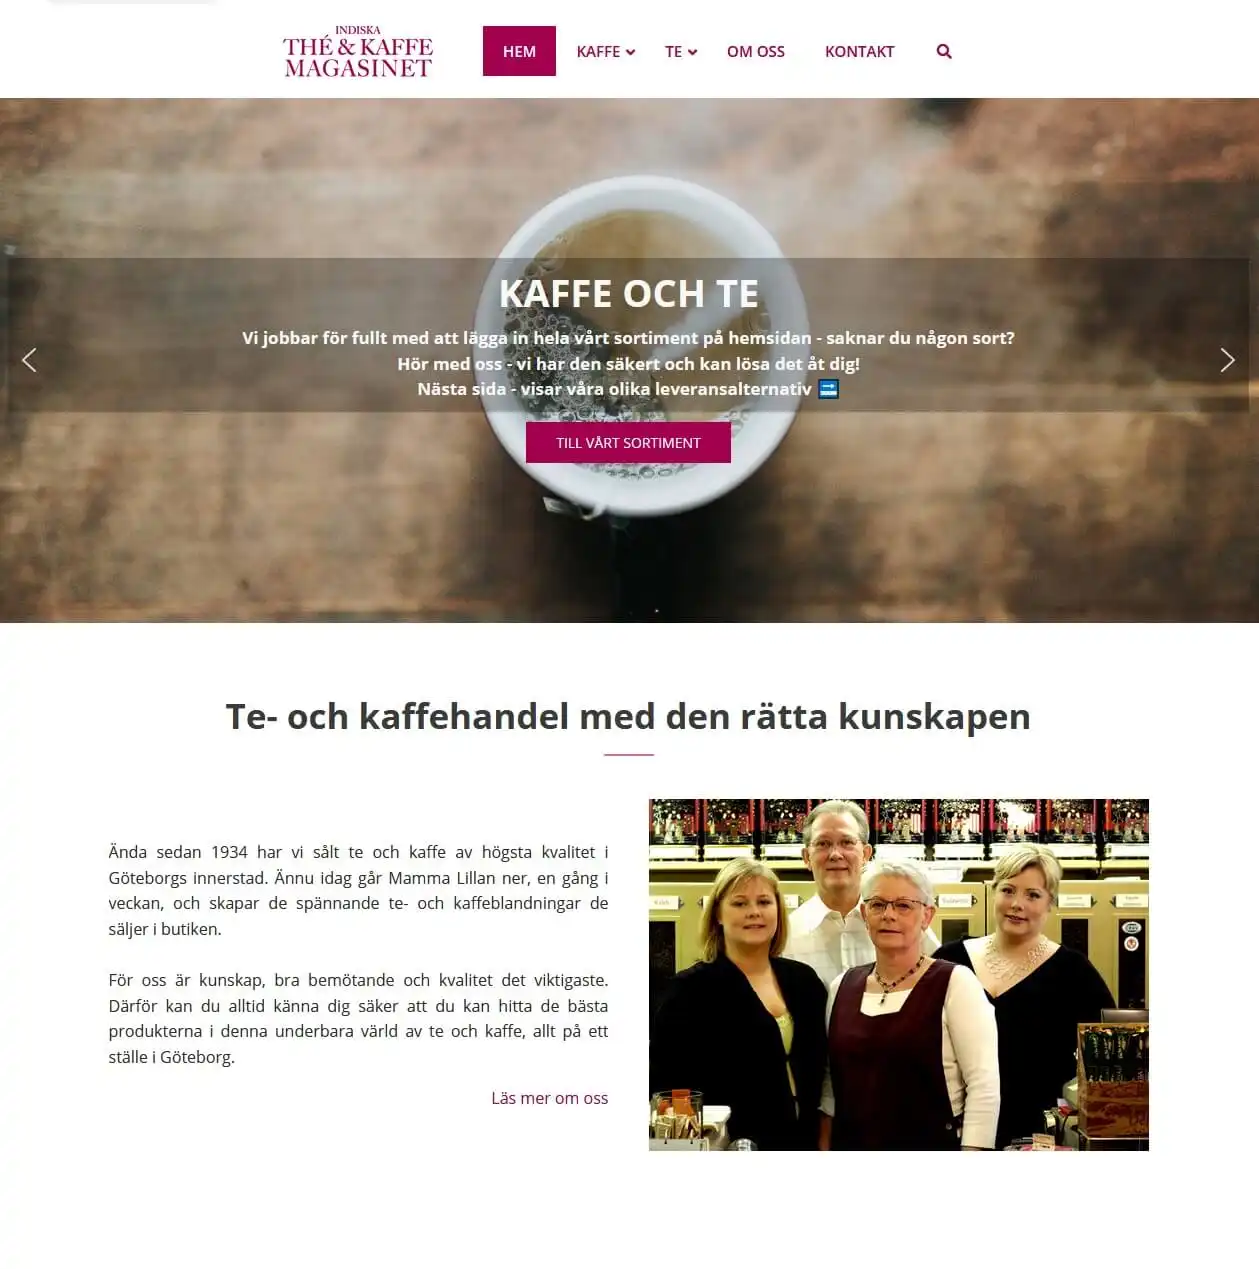 INDISKA
THÉ & KAFFE
MAGASINET
HEM
KAFFE
TE
OM OSS
KONTAKT
KAFFE OCH TE
Vi jobbar för fullt med att lägga in hela vårt sortiment på hemsidan - saknar du någon sort?
Hör med oss - vi har den säkert och kan lösa det åt dig!
Nästa sida - visar våra olika leveransalternativ
TILL VÅRT SORTIMENT
Te- och kaffehandel med den rätta kunskapen
Ända sedan 1934 har vi sålt te och kaffe av högsta kvalitet i
Göteborgs innerstad. Ännu idag går Mamma Lillan ner, en gång i
veckan, och skapar de spännande te- och kaffeblandningar de
säljer i butiken.
För oss är kunskap, bra bemötande och kvalitet det viktigaste.
Därför kan du alltid känna dig säker att du kan hitta de bästa
produkterna i denna underbara värld av te och kaffe, allt på ett
ställe i Göteborg.
Läs mer om oss